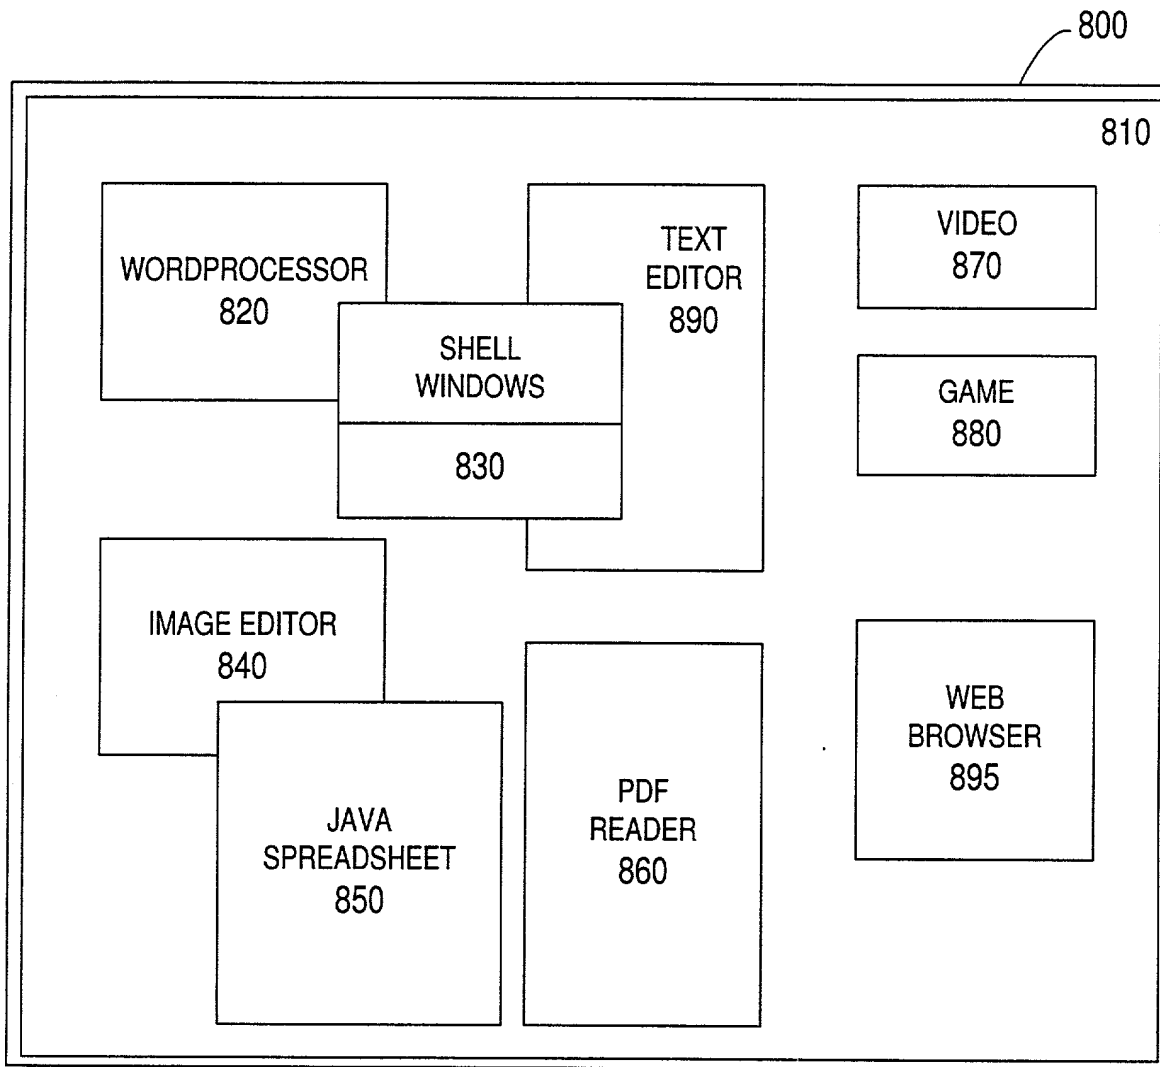 800
810
WORDPROCESSOR
820
TEXT
EDITOR
890
VIDEO
870
SHELL
WINDOWS
830
GAME
880
IMAGE EDITOR
840
JAVA
SPREADSHEET
850
PDF
READER
860
WEB
BROWSER
895